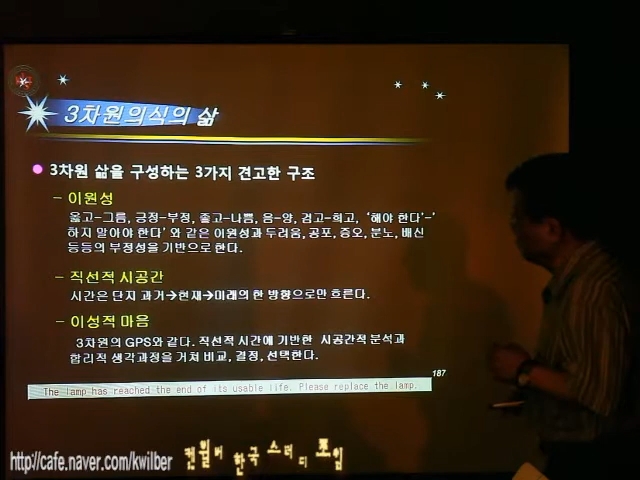 3차원의식의 삶
3차원 삶을 구성하는 3가지 견고한 구조
– 이원성
옳고-그름, 긍정-부정, 좋고-나쁨, 음-양, 검고-희고, '해야 한다'-'
하지 말아야 한다' 와 같은 이원성과 두려움, 공포, 증오, 분노, 배신
등등의 부정성을 기반으로 한다.
– 직선적 시공간
시간은 단지 과거→현재→미래의 한 방향으로만 흐른다.
– 이성적 마음
3차원의 GPS와 같다. 직선적 시간에 기반한 시공간적 분석과
합리적 생각과정을 거쳐 비교, 결정, 선택한다.
187
The lamp has reached the end of its usable life. Please replace the lamp.
http://cafe.naver.com/kwilber 켄윌버 한국 스터디 모임